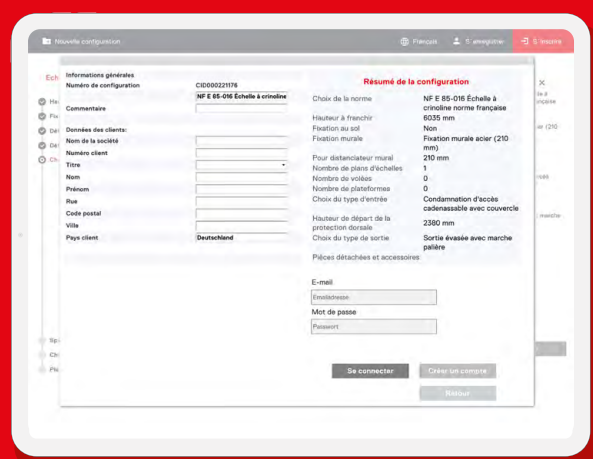 Nouvelle configuration
Français
S' enregistrer
S' inscrire
Informations générales
Numéro de configuration CID000221176
NF E 85-016 Échelle à crinoline
Commentaire
Données des clients:
Nom de la société
Numéro client
Titre
Nom
Prénom
Rue
Code postal
Ville
Pays client Deutschland
Résumé de la configuration
Choix de la norme NF E 85-016 Échelle à
crinoline norme française
Hauteur à franchir 6035 mm
Fixation au sol Non
Fixation murale Fixation murale acier (210
mm)
Pour distanciateur mural 210 mm
Nombre de plans d'échelles 1
Nombre de volées 0
Nombre de plateformes 0
Choix du type d'entrée Condamnation d'accès
cadenassable avec couvercle
Hauteur de départ de la
protection dorsale 2380 mm
Choix du type de sortie Sortie évasée avec marche
palière
Pièces détachées et accessoires
E-mail
Emailadresse
Mot de passe
Passwort
Se connecter
Créer un compte
Retour